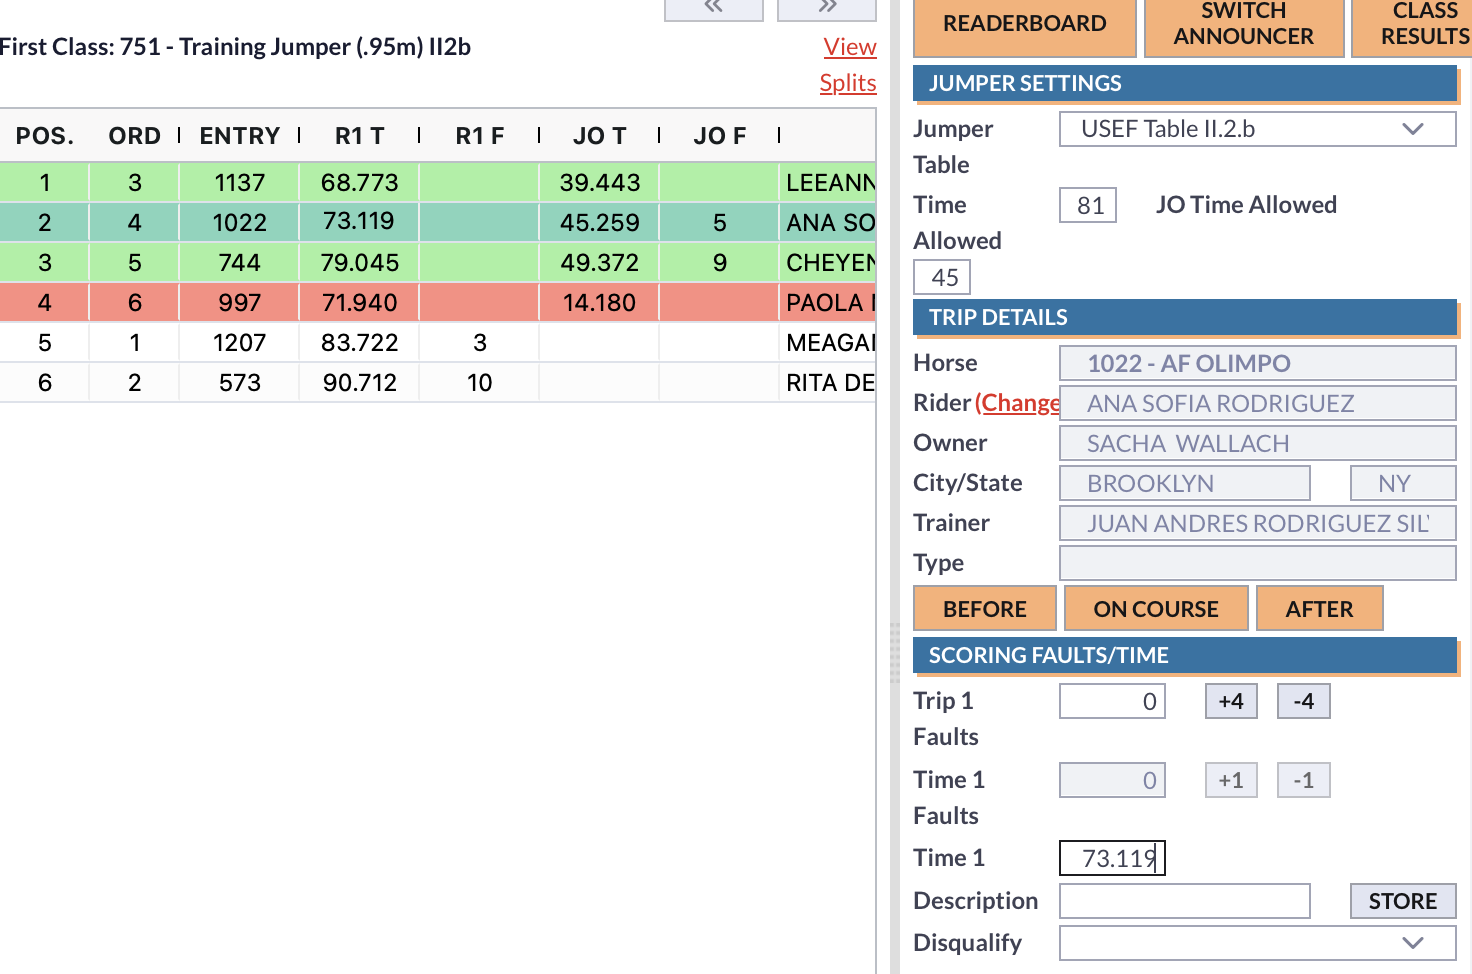 « »
First Class: 751 - Training Jumper (.95m) II2b
View
Splits
POS. ORD ENTRY R1 T R1 F JO T JO F
1 3 1137 68.773 39.443 LEEANN
2 4 1022 73.119 45.259 5 ANA SO
3 5 744 79.045 49.372 9 CHEYEN
4 6 997 71.940 14.180 PAOLA
5 1 1207 83.722 3 MEAGA
6 2 573 90.712 10 RITA DE
READERBOARD
SWITCH
ANNOUNCER
CLASS
RESULTS
JUMPER SETTINGS
Jumper
Table
USEF Table II.2.b
Time
Allowed
81 JO Time Allowed
45
TRIP DETAILS
Horse 1022 - AF OLIMPO
Rider (Change ANA SOFIA RODRIGUEZ
Owner SACHA WALLACH
City/State BROOKLYN NY
Trainer JUAN ANDRES RODRIGUEZ SIL
Type
BEFORE ON COURSE AFTER
SCORING FAULTS/TIME
Trip 1
Faults
0 +4 -4
Time 1
Faults
0 +1 -1
Time 1 73.119
Description STORE
Disqualify